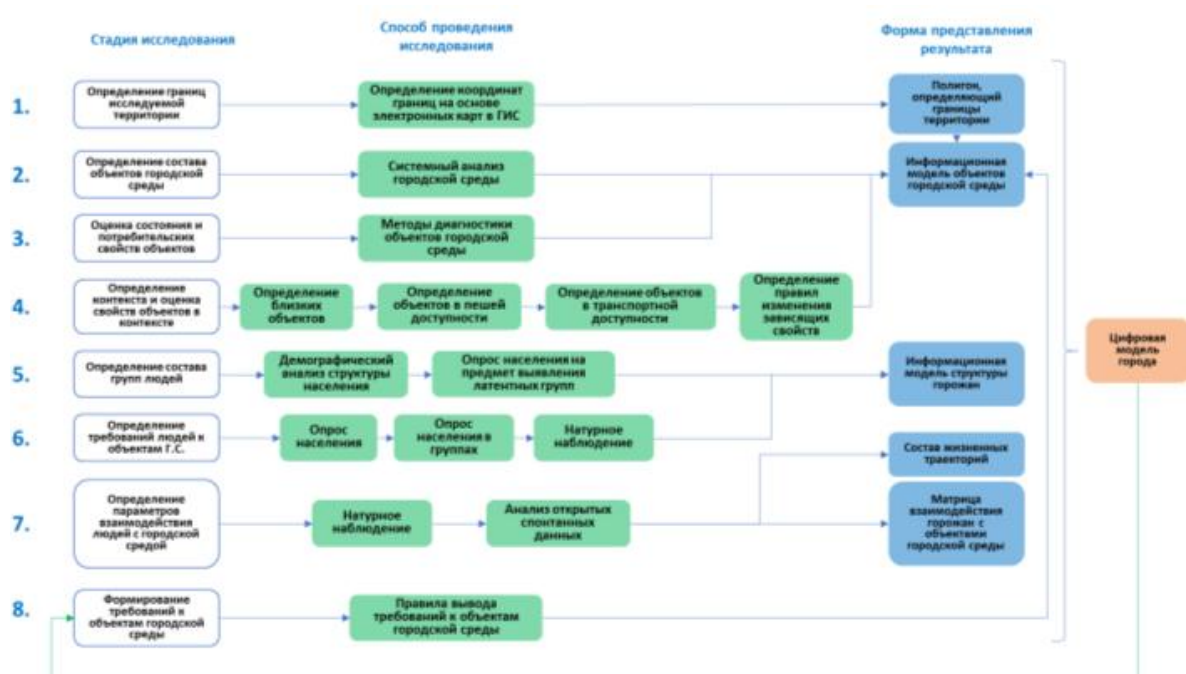 Стадия исследования
Способ проведения
исследования
Форма представления
результата
1.
Определение границ
исследуемой
территории
Определение координат
границ на основе
электронных карт в ГИС
Полигон,
определяющий
границы
территории
2.
Определение состава
объектов городской
среды
Системный анализ
городской среды
Информационная
модель объектов
городской среды
3.
Оценка состояния и
потребительских
свойств объектов
Методы диагностики
объектов городской
среды
4.
Определение
контекста и оценка
свойств объектов в
контексте
Определение
близких
объектов
Определение
объектов в пешей
доступности
Определение объектов
в транспортной
доступности
Определение
правил
изменения
зависящих
свойств
Цифровая
модель
города
5.
Определение состава
групп людей
Демографический
анализ структуры
населения
Опрос населения на
предмет выявления
латентных групп
Информационная
модель структуры
горожан
6.
Определение
требований людей к
объектам Г.С.
Опрос
населения
Опрос
населения в
группах
Натурное
наблюдение
Состав жизненных
траекторий
7.
Определение
параметров
взаимодействия
людей с городской
средой
Натурное
наблюдение
Анализ открытых
спонтанных
данных
Матрица
взаимодействия
горожан с
объектами
городской среды
8.
Формирование
требований к
объектам городской
среды
Правила вывода
требований к объектам
городской среды